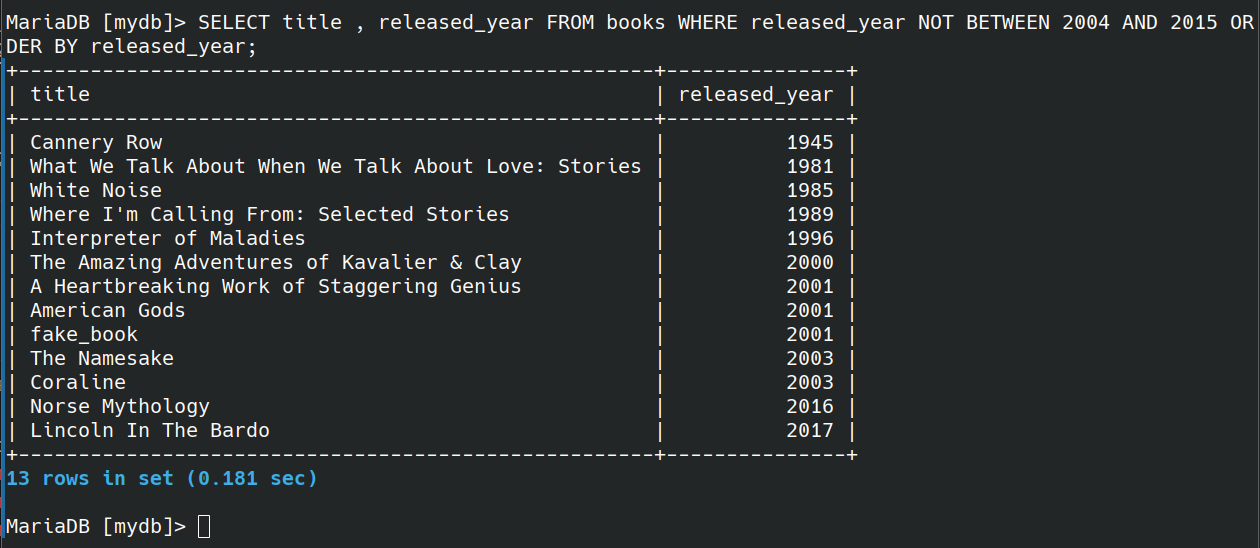 MariaDB [mydb]> SELECT title , released_year FROM books WHERE released_year NOT BETWEEN 2004 AND 2015 OR
DER BY released_year;
+-----------------------------------------------------+---------------+
| title                                               | released_year |
+-----------------------------------------------------+---------------+
| Cannery Row                                         |          1945 |
| What We Talk About When We Talk About Love: Stories |          1981 |
| White Noise                                         |          1985 |
| Where I'm Calling From: Selected Stories            |          1989 |
| Interpreter of Maladies                             |          1996 |
| The Amazing Adventures of Kavalier & Clay           |          2000 |
| A Heartbreaking Work of Staggering Genius           |          2001 |
| American Gods                                       |          2001 |
| fake_book                                           |          2001 |
| The Namesake                                        |          2003 |
| Coraline                                            |          2003 |
| Norse Mythology                                     |          2016 |
| Lincoln In The Bardo                                |          2017 |
+-----------------------------------------------------+---------------+
13 rows in set (0.181 sec)
MariaDB [mydb]>